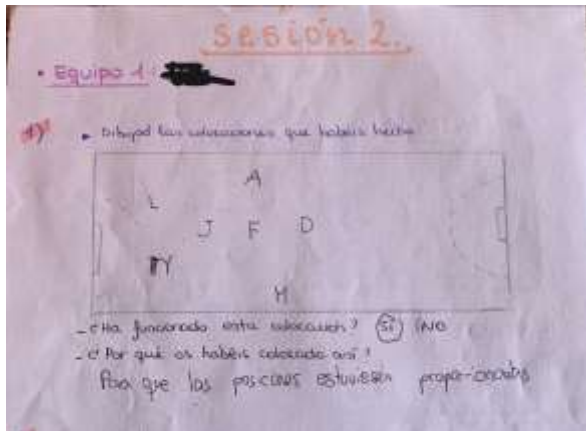 Sesión 2.
• Equipo 1:
1) • Dibujad las colocaciones que habéis hecho
A
L
J F D
M
- ¿Ha funcionado esta colocación? Sí NO
- ¿Por qué os habéis colocado así?
Para que las posiciones estuviesen proporcionadas